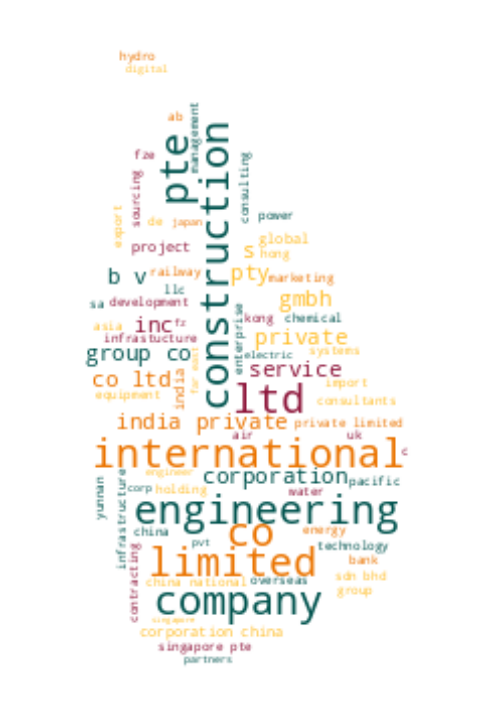 hydro
digital
ab
management
pte
construction
fze
sourcing
consulting
export
de
japan
power
project
s
global
hong
b v
railway
pty
marketing
llc
sa
development
gmbh
kong
chemical
asia
inc
fz
infrastucture
enterprise
private
group co
far east
electric
systems
service
co ltd
india
import
equipment
ltd
consultants
india private
private limited
air
uk
international
c
engineer
corporation
pacific
yunnan
infrastructure
corp
holding
water
engineering
china
co
energy
pvt
technology
limited
bank
contracting
china national
overseas
sdn bhd
group
company
singapore
corporation china
singapore pte
partners